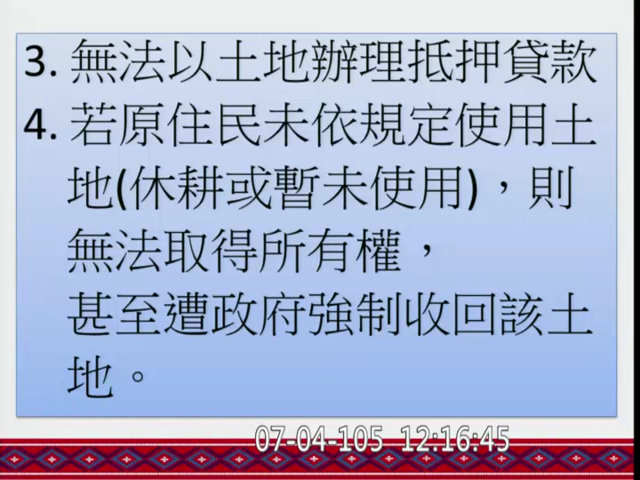 3. 無法以土地辦理抵押貸款
4. 若原住民未依規定使用土
地(休耕或暫未使用)，則
無法取得所有權，
甚至遭政府強制收回該土
地。
07-04-105 12:16:45